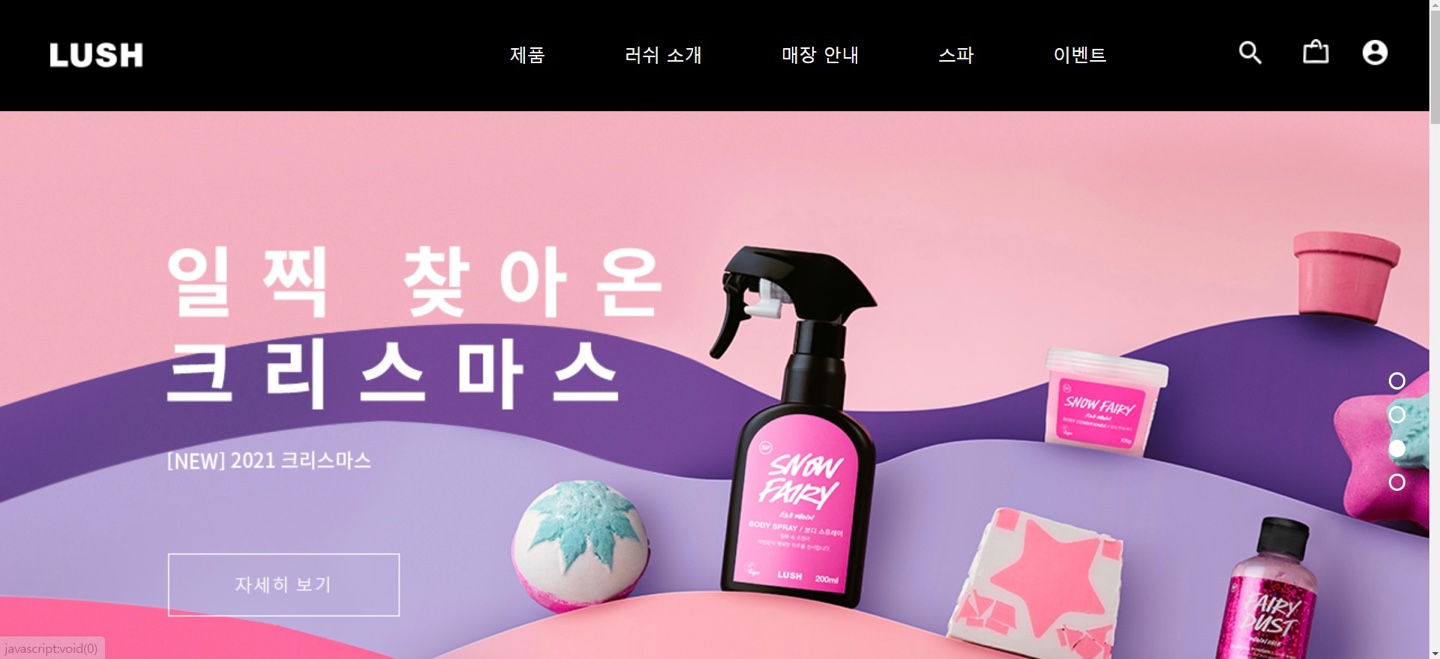 LUSH
제품 러쉬 소개 매장 안내 스파 이벤트
일찍 찾아온
크리스마스
[NEW] 2021 크리스마스
자세히 보기
SNOW
FAIRY
BODY SPRAY / 보디 스프레이
LUSH 200ml
SNOW FAIRY
FAIRY
DUST
javascript:void(0)